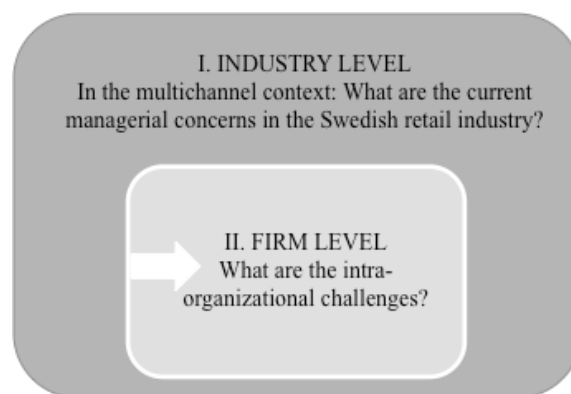 I. INDUSTRY LEVEL
In the multichannel context: What are the current
managerial concerns in the Swedish retail industry?
II. FIRM LEVEL
What are the intra-
organizational challenges?